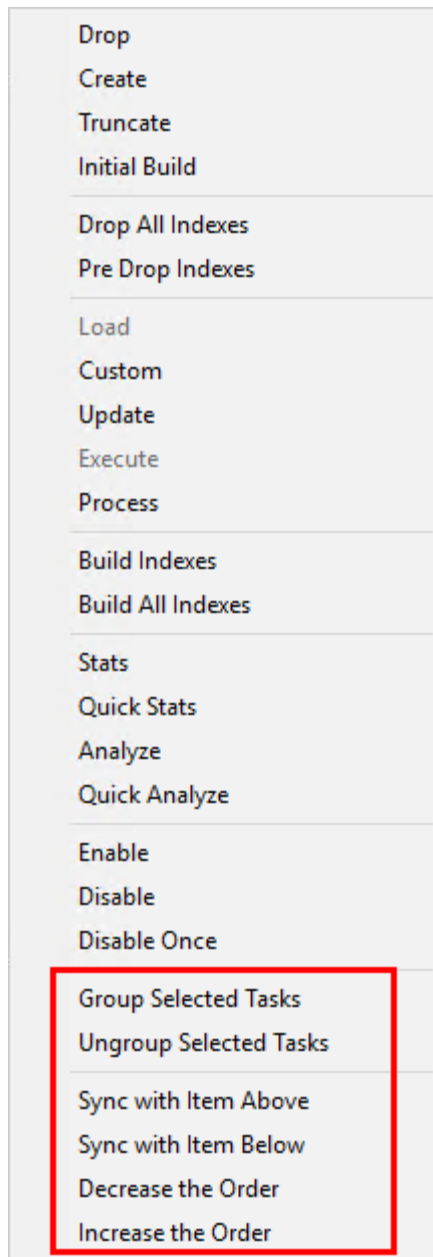 Drop
Create
Truncate
Initial Build
Drop All Indexes
Pre Drop Indexes
Load
Custom
Update
Execute
Process
Build Indexes
Build All Indexes
Stats
Quick Stats
Analyze
Quick Analyze
Enable
Disable
Disable Once
Group Selected Tasks
Ungroup Selected Tasks
Sync with Item Above
Sync with Item Below
Decrease the Order
Increase the Order